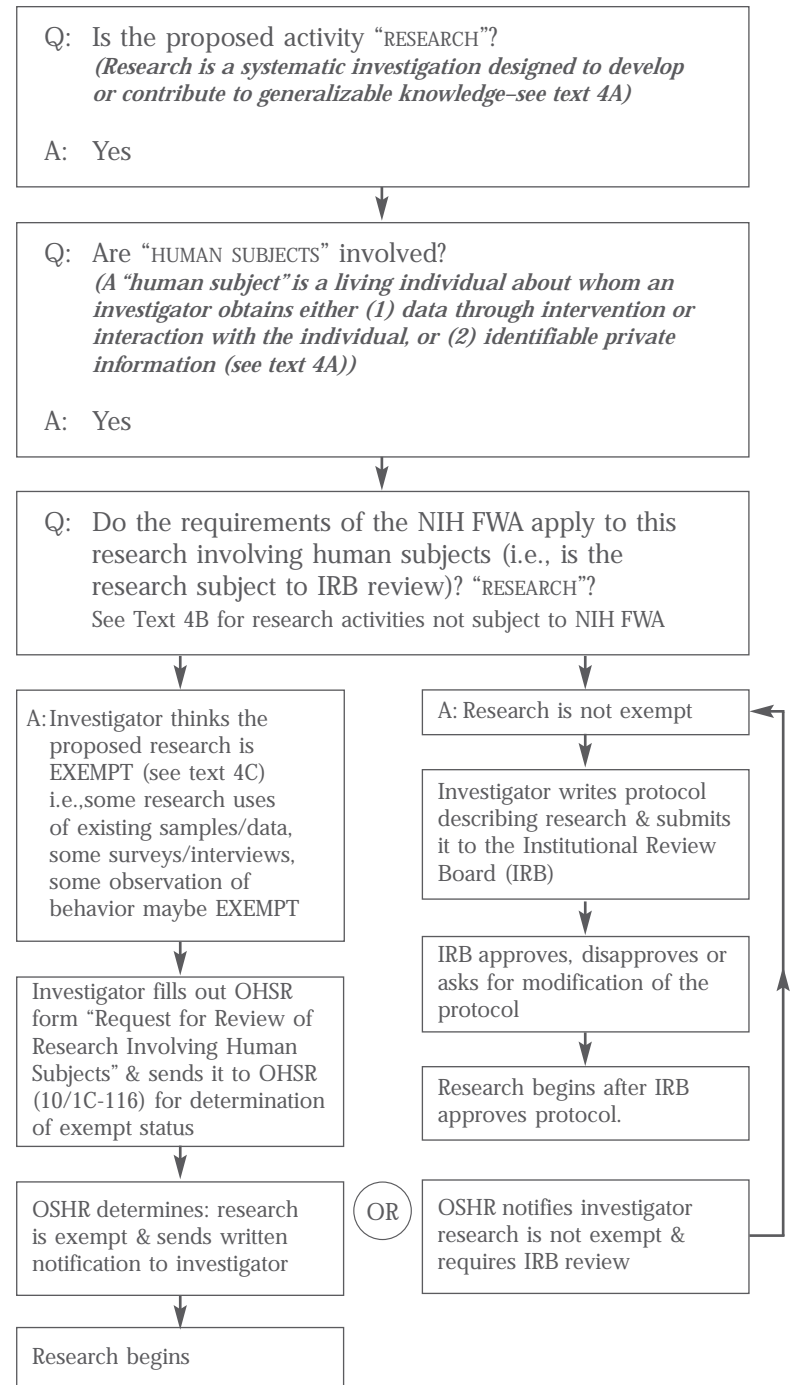 Q: Is the proposed activity “RESEARCH”?
(Research is a systematic investigation designed to develop
or contribute to generalizable knowledge–see text 4A)
A: Yes
Q: Are “HUMAN SUBJECTS” involved?
(A “human subject” is a living individual about whom an
investigator obtains either (1) data through intervention or
interaction with the individual, or (2) identifiable private
information (see text 4A))
A: Yes
Q: Do the requirements of the NIH FWA apply to this
research involving human subjects (i.e., is the
research subject to IRB review)? “RESEARCH”?
See Text 4B for research activities not subject to NIH FWA
A: Investigator thinks the
proposed research is
EXEMPT (see text 4C)
i.e.,some research uses
of existing samples/data,
some surveys/interviews,
some observation of
behavior maybe EXEMPT
Investigator fills out OHSR
form “Request for Review of
Research Involving Human
Subjects” & sends it to OHSR
(10/1C-116) for determination
of exempt status
OSHR determines: research
is exempt & sends written
notification to investigator
Research begins
A: Research is not exempt
Investigator writes protocol
describing research & submits
it to the Institutional Review
Board (IRB)
IRB approves, disapproves or
asks for modification of the
protocol
Research begins after IRB
approves protocol.
OR
OSHR notifies investigator
research is not exempt &
requires IRB review